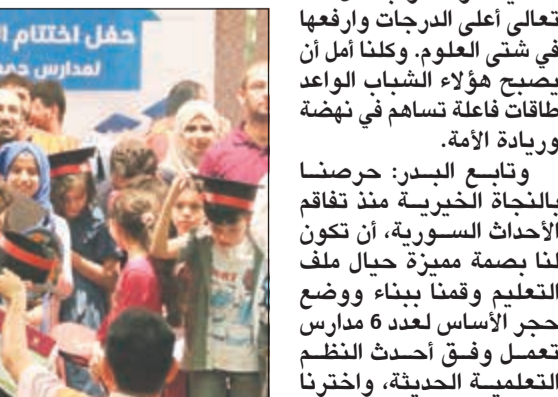 تعالى أعلى الدرجات وارفعها
في شتى العلوم. وكلنا أمل أن
يصبح هؤلاء الشباب الواعد
طاقات فاعلة تساهم في نهضة
وريادة الأمة.
وتابع البدر: حرصنا
بالنجاة الخيرية منذ تفاقم
الأحداث السورية، أن تكون
لنا بصمة مميزة حيال ملف
التعليم وقمنا ببناء ووضع
حجر الأساس لعدد 6 مدارس
تعمل وفق أحدث النظم
التعلمية الحديثة، واخترنا
حفل اختتام
لمدارس